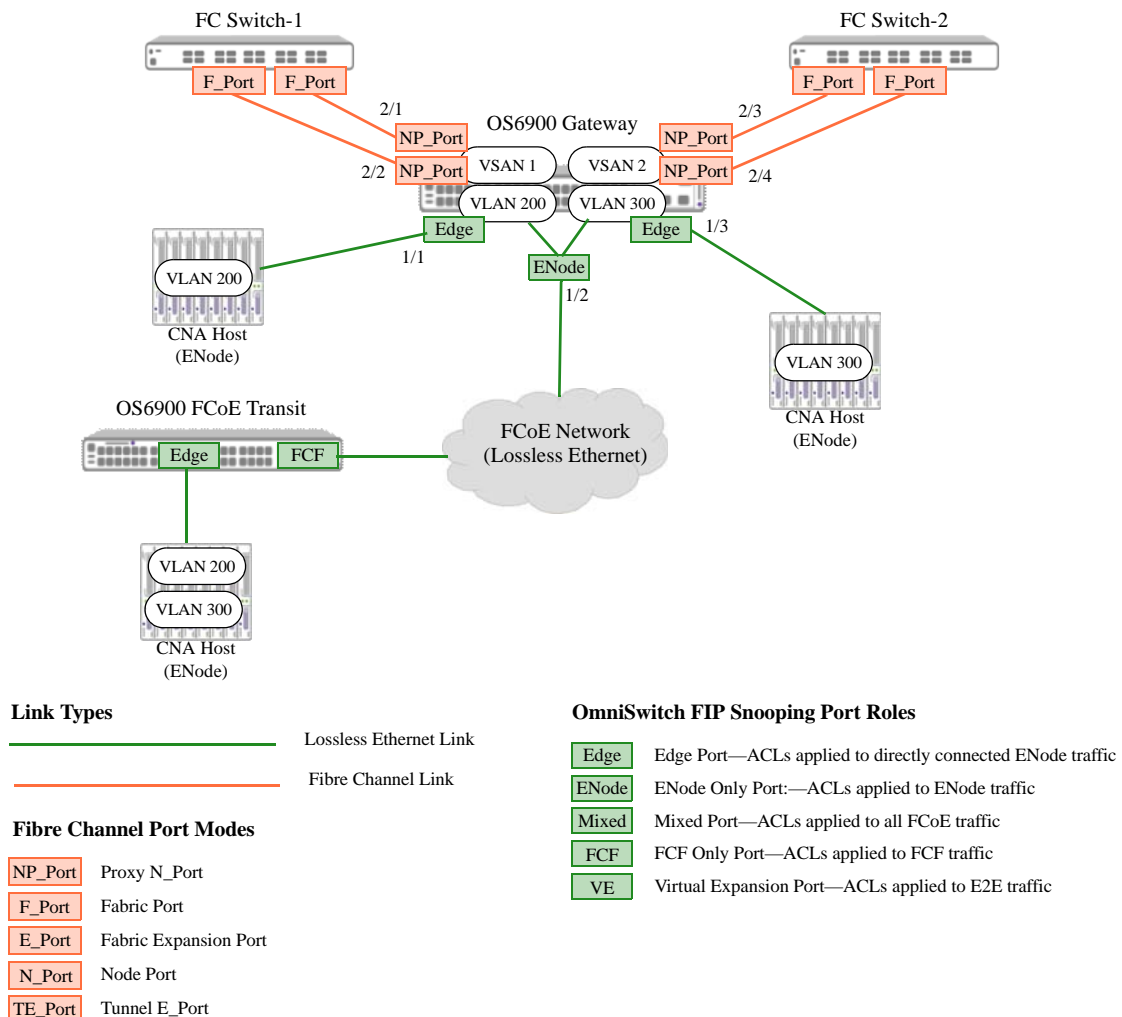 FC Switch-1
FC Switch-2
F_Port
F_Port
F_Port
F_Port
2/1
2/3
OS6900 Gateway
NP_Port
NP_Port
2/2
NP_Port
VSAN 1
VSAN 2
NP_Port
2/4
VLAN 200
VLAN 300
Edge
Edge
1/3
1/1
ENode
1/2
VLAN 200
CNA Host
(ENode)
VLAN 300
CNA Host
(ENode)
OS6900 FCoE Transit
Edge
FCF
FCoE Network
(Lossless Ethernet)
VLAN 200
VLAN 300
CNA Host
(ENode)
Link Types
Lossless Ethernet Link
Fibre Channel Link
Fibre Channel Port Modes
NP_Port Proxy N_Port
F_Port Fabric Port
E_Port Fabric Expansion Port
N_Port Node Port
TE_Port Tunnel E_Port
OmniSwitch FIP Snooping Port Roles
Edge Edge Port—ACLs applied to directly connected ENode traffic
ENode ENode Only Port:—ACLs applied to ENode traffic
Mixed Mixed Port—ACLs applied to all FCoE traffic
FCF FCF Only Port—ACLs applied to FCF traffic
VE Virtual Expansion Port—ACLs applied to E2E traffic